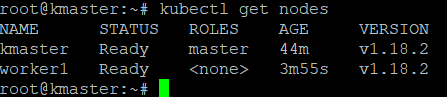 root@kmaster:~# kubectl get nodes
NAME STATUS ROLES AGE VERSION
kmaster Ready master 44m v1.18.2
worker1 Ready <none> 3m55s v1.18.2
root@kmaster:~#